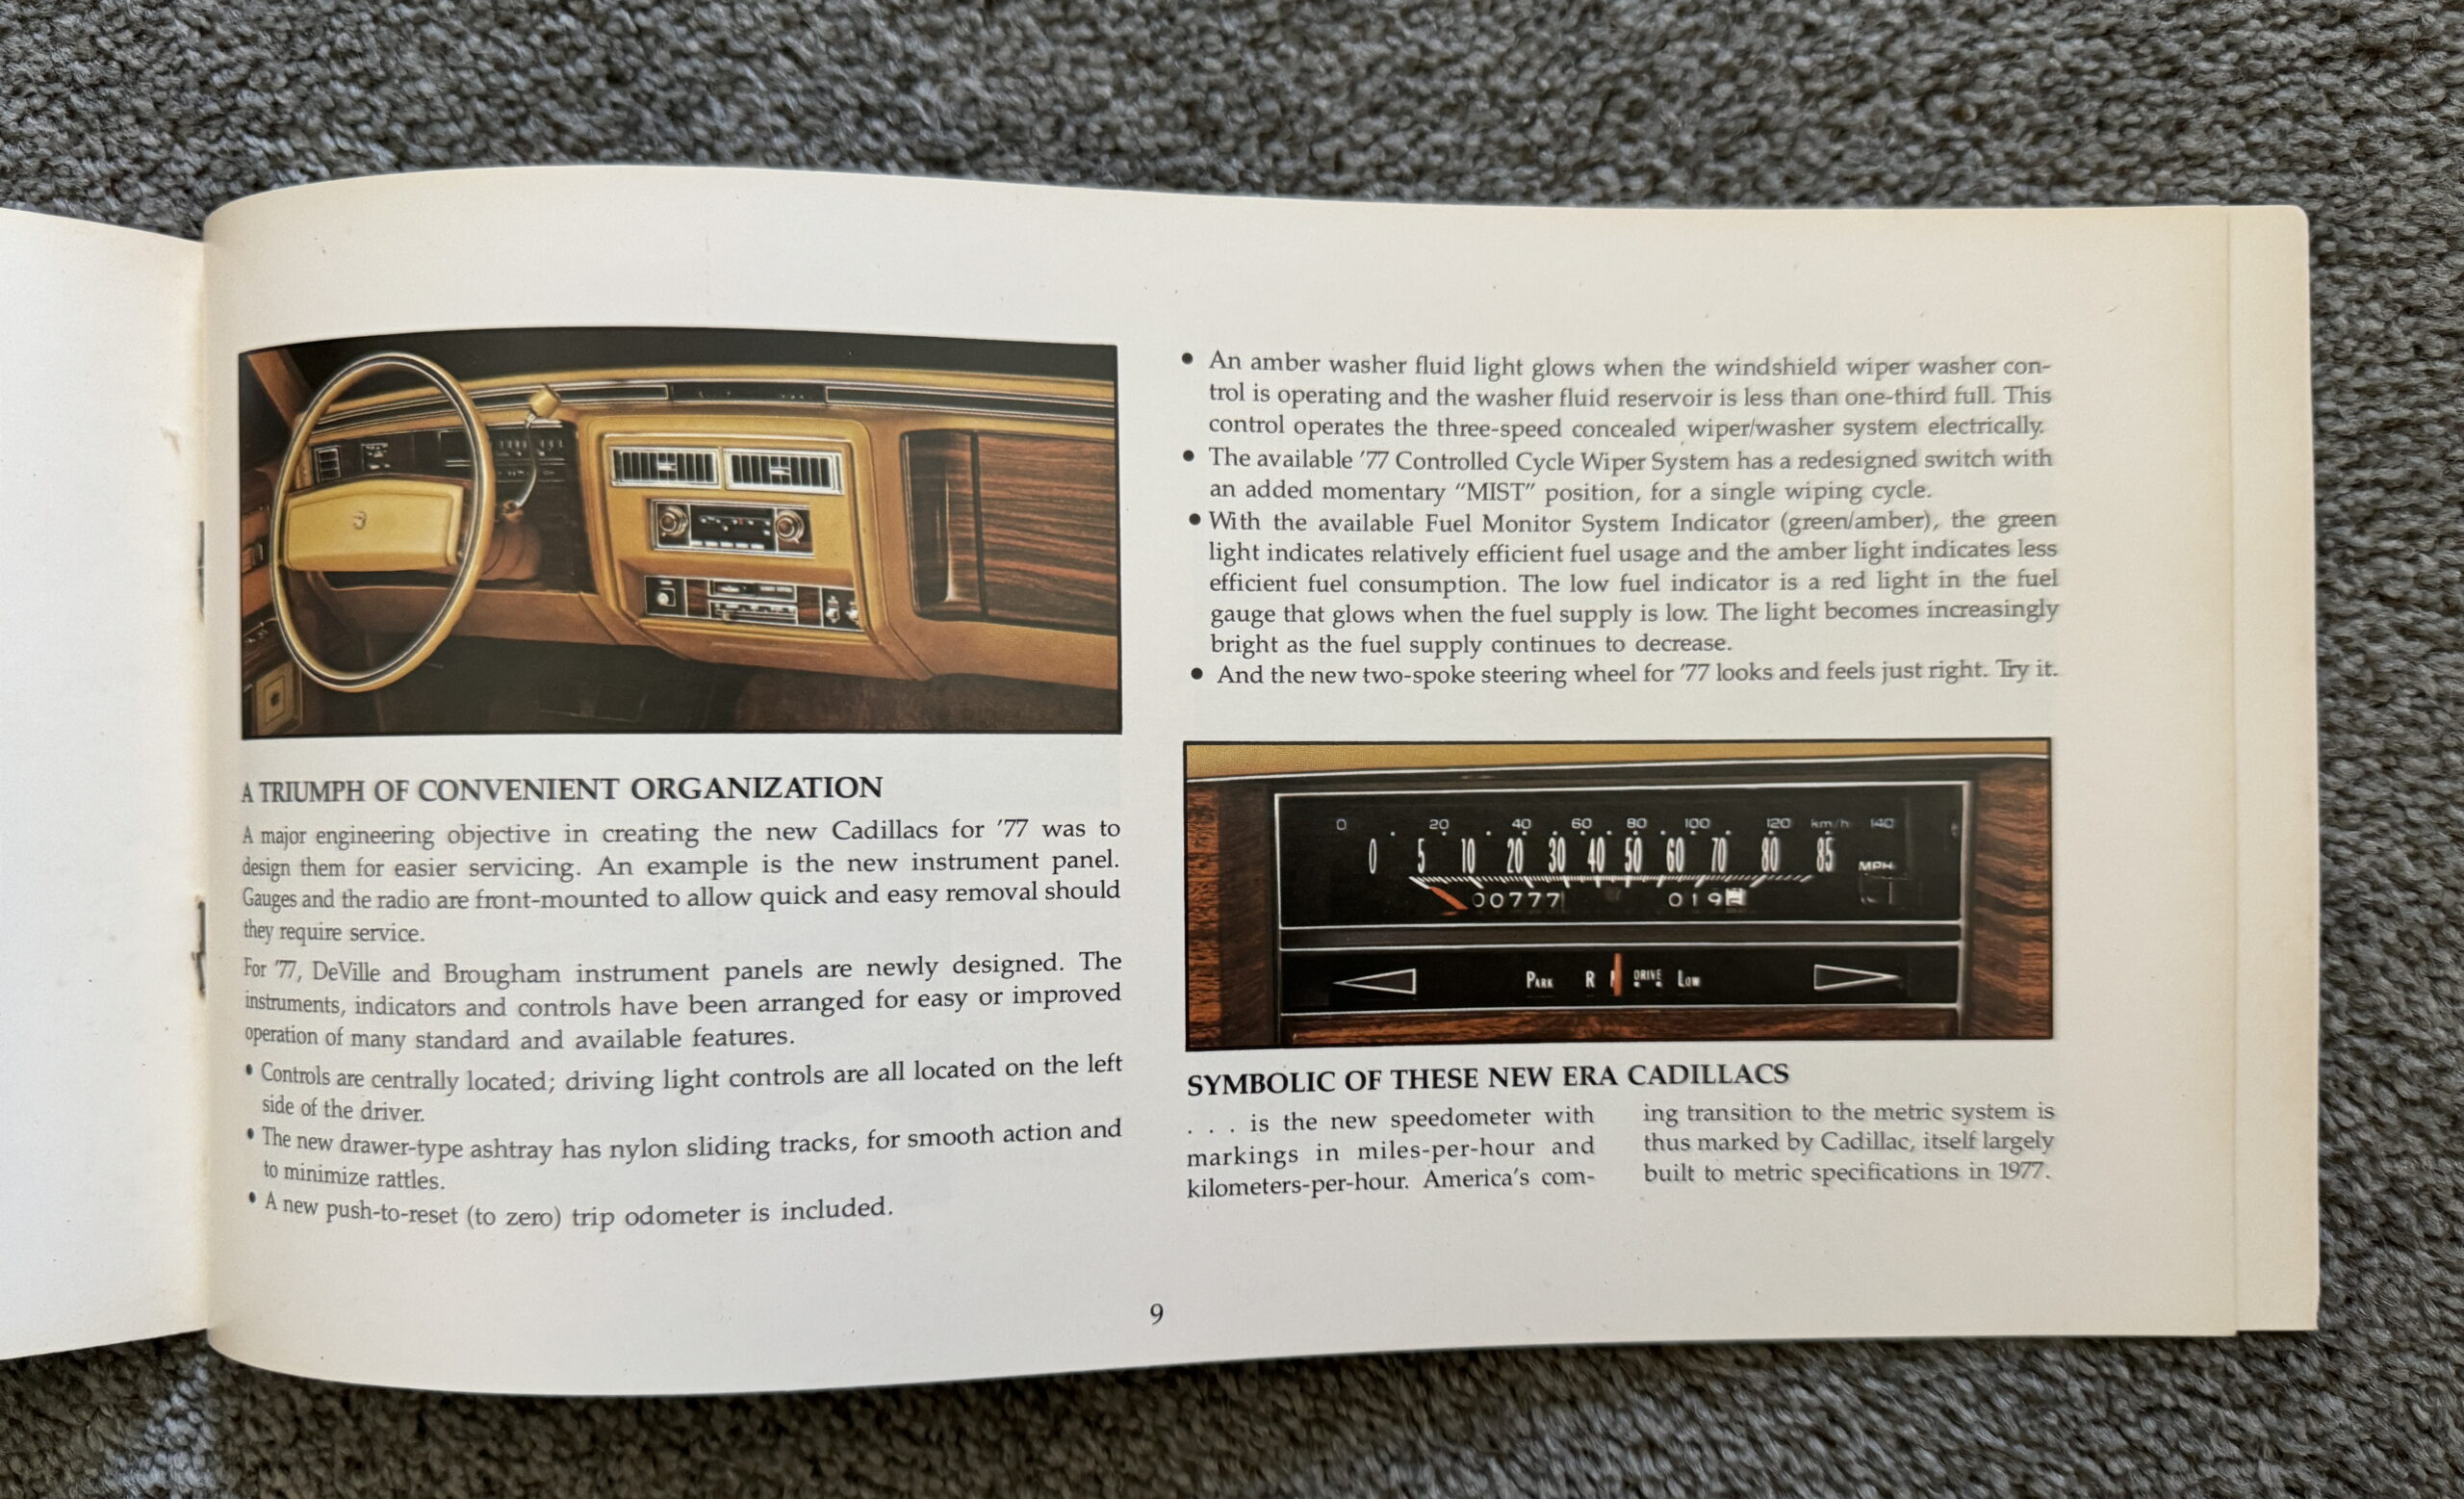 A TRIUMPH OF CONVENIENT ORGANIZATION
A major engineering objective in creating the new Cadillacs for '77 was to
design them for easier servicing. An example is the new instrument panel.
Gauges and the radio are front-mounted to allow quick and easy removal should
they require service.
For '77, DeVille and Brougham instrument panels are newly designed. The
instruments, indicators and controls have been arranged for easy or improved
operation of many standard and available features.
• Controls are centrally located; driving light controls are all located on the left
side of the driver.
• The new drawer-type ashtray has nylon sliding tracks, for smooth action and
to minimize rattles.
• A new push-to-reset (to zero) trip odometer is included.
• An amber washer fluid light glows when the windshield wiper washer con-
trol is operating and the washer fluid reservoir is less than one-third full. This
control operates the three-speed concealed wiper/washer system electrically.
• The available '77 Controlled Cycle Wiper System has a redesigned switch with
an added momentary “MIST” position, for a single wiping cycle.
• With the available Fuel Monitor System Indicator (green/amber), the green
light indicates relatively efficient fuel usage and the amber light indicates less
efficient fuel consumption. The low fuel indicator is a red light in the fuel
gauge that glows when the fuel supply is low. The light becomes increasingly
bright as the fuel supply continues to decrease.
• And the new two-spoke steering wheel for '77 looks and feels just right. Try it.
0 20 40 60 80 100 120 km/h 140
0 5 10 20 30 40 50 60 70 80 85 MPH
00777 019
PARK R DRIVE LOW
SYMBOLIC OF THESE NEW ERA CADILLACS
. . . is the new speedometer with
markings in miles-per-hour and
kilometers-per-hour. America's com-
ing transition to the metric system is
thus marked by Cadillac, itself largely
built to metric specifications in 1977.
9